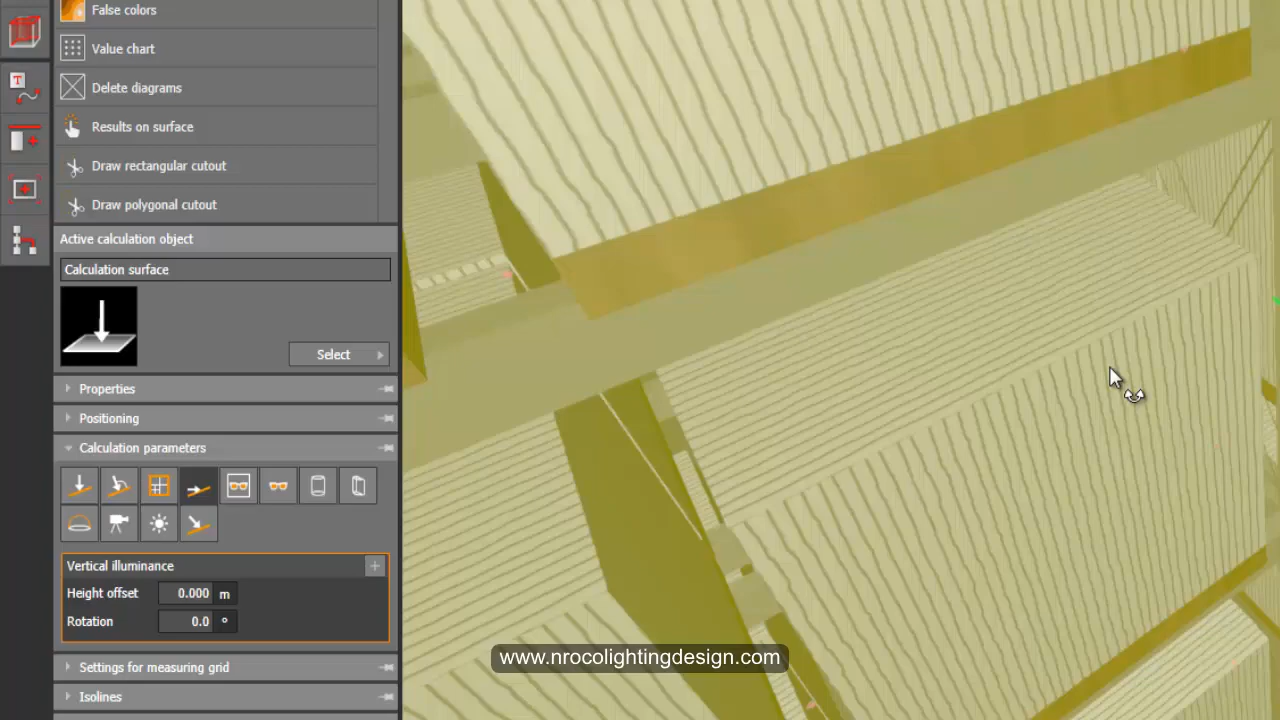 False colors
Value chart
Delete diagrams
Results on surface
Draw rectangular cutout
Draw polygonal cutout
Active calculation object
Calculation surface
Select
Properties
Positioning
Calculation parameters
Vertical illuminance
Height offset 0.000 m
Rotation 0.0 °
Settings for measuring grid
Isolines
www.nrocolightingdesign.com